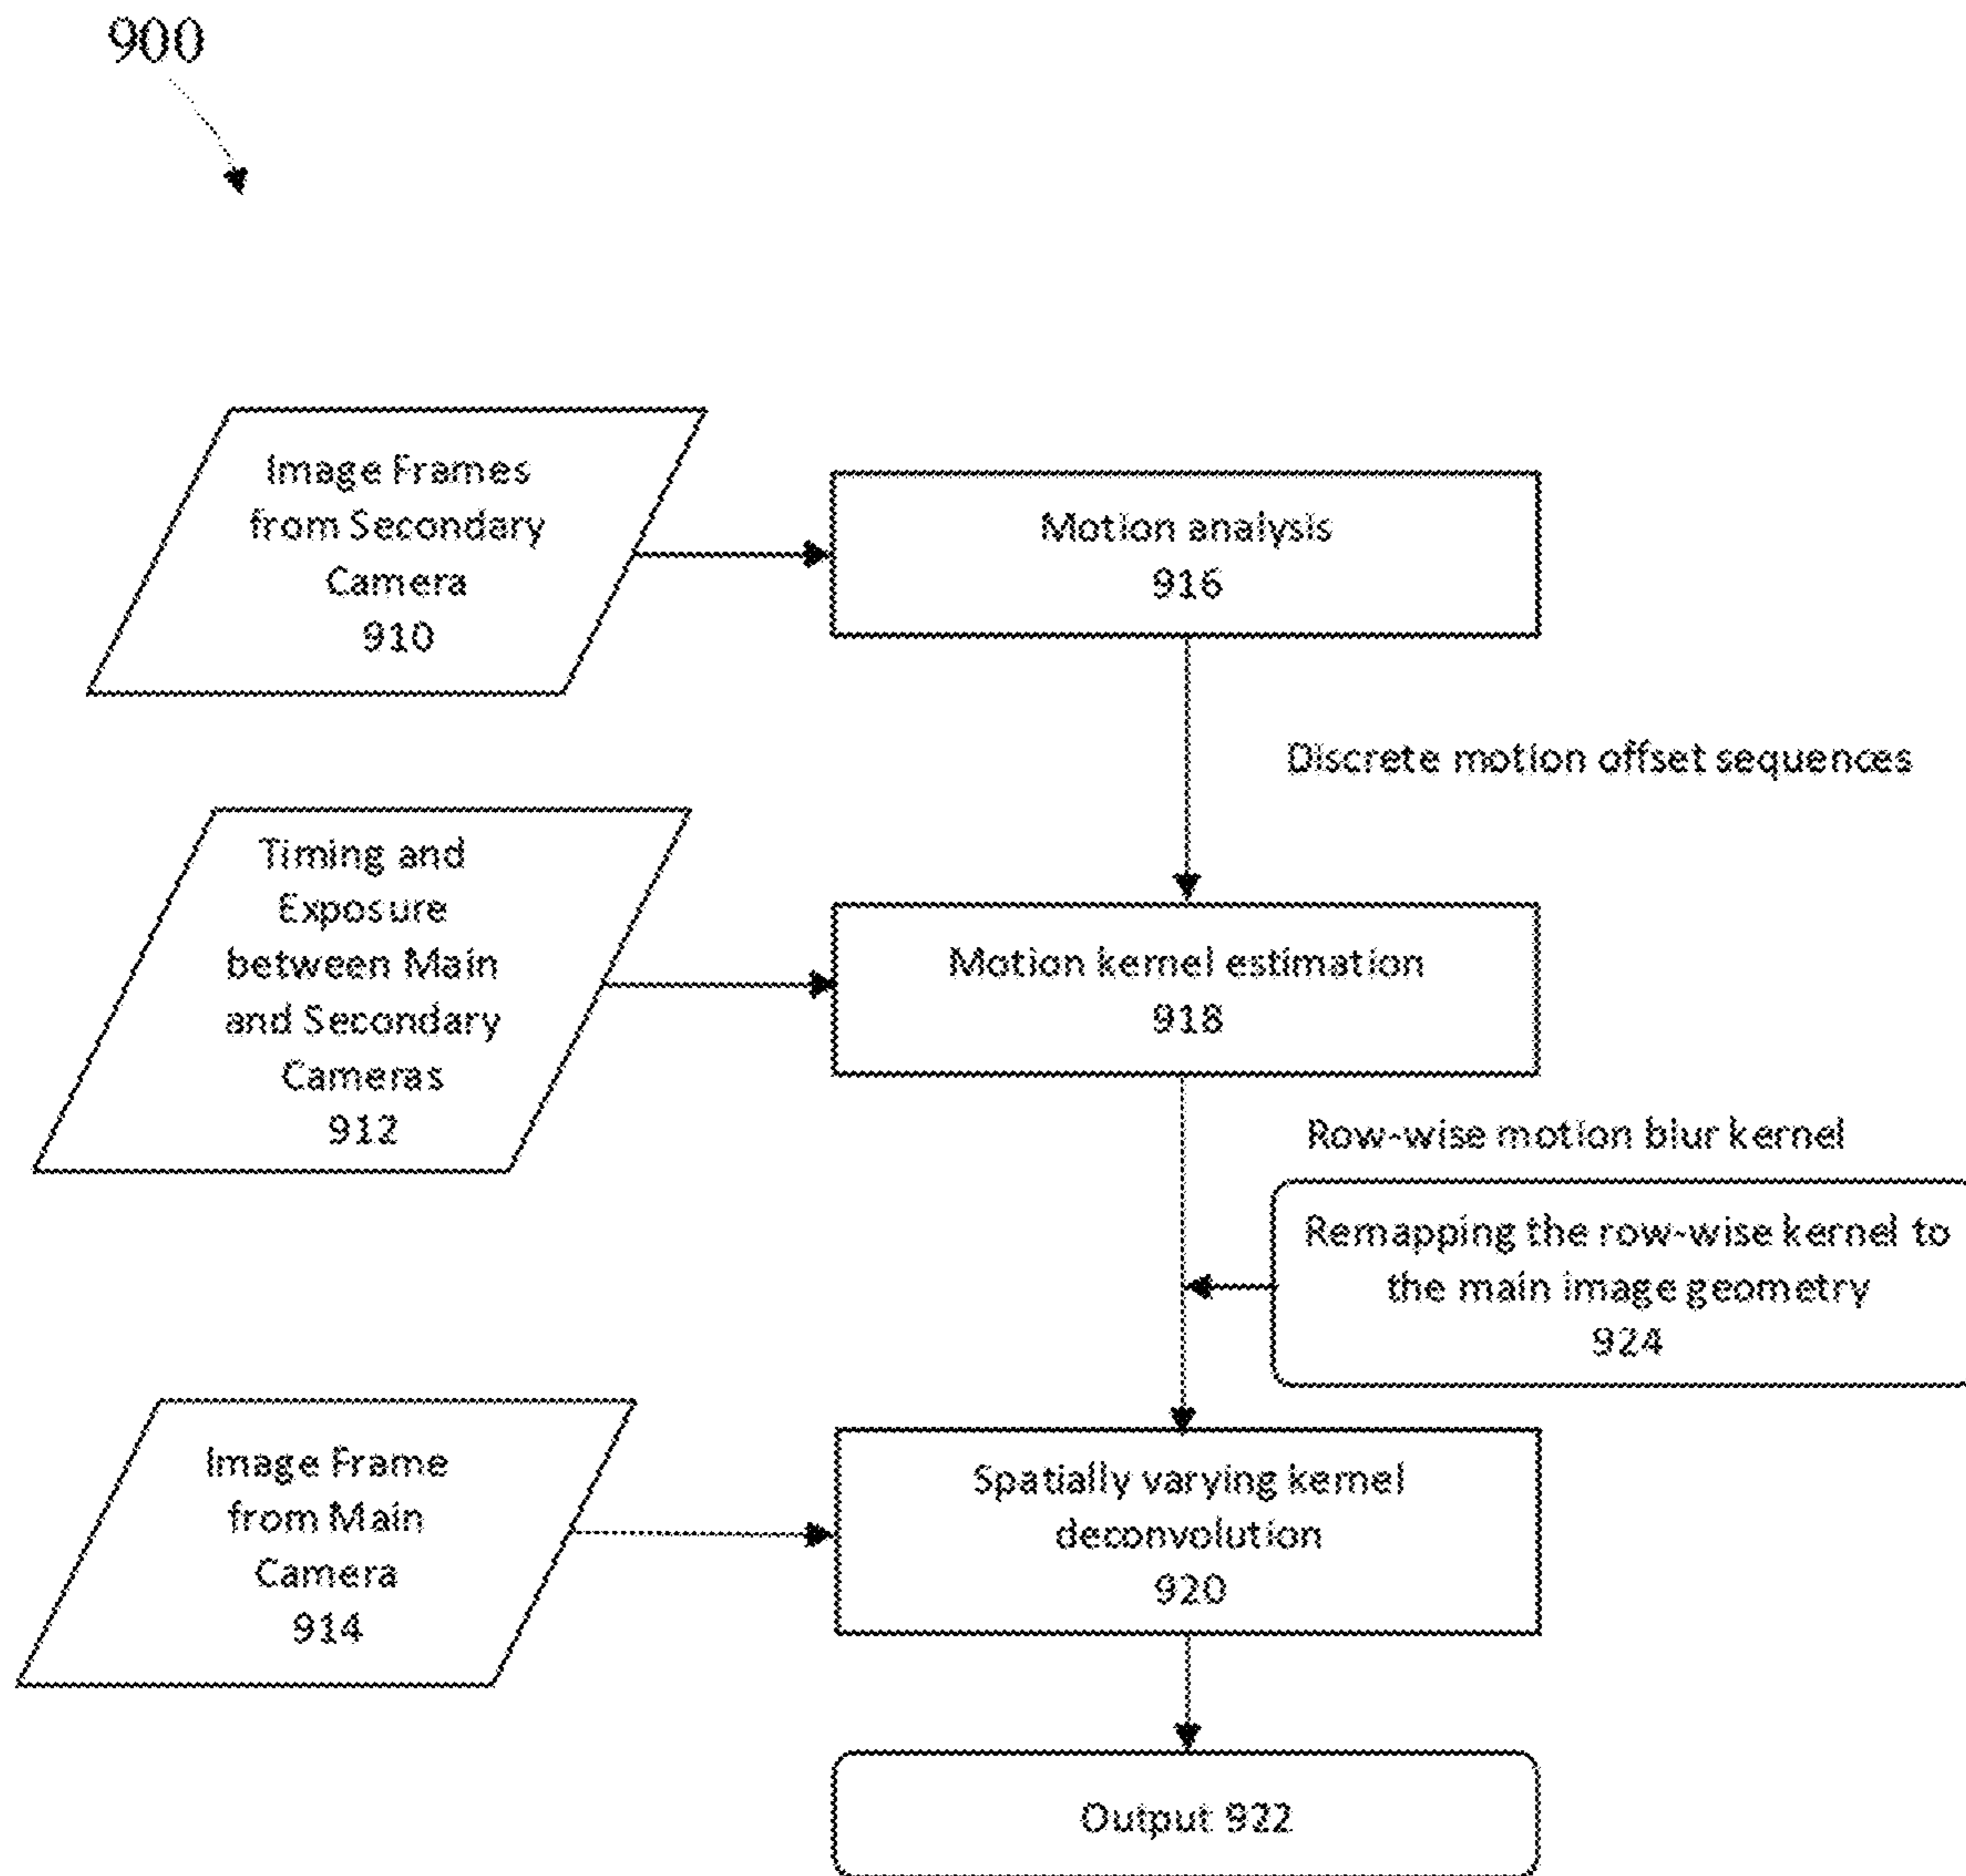 900
Image Frames
from Secondary
Camera
910
Motion analysis
916
Discrete motion offset sequences
Timing and
Exposure
between Main
and Secondary
Cameras
912
Motion kernel estimation
918
Row-wise motion blur kernel
Remapping the row-wise kernel to
the main image geometry
924
Image Frame
from Main
Camera
914
Spatially varying kernel
deconvolution
920
Output 922